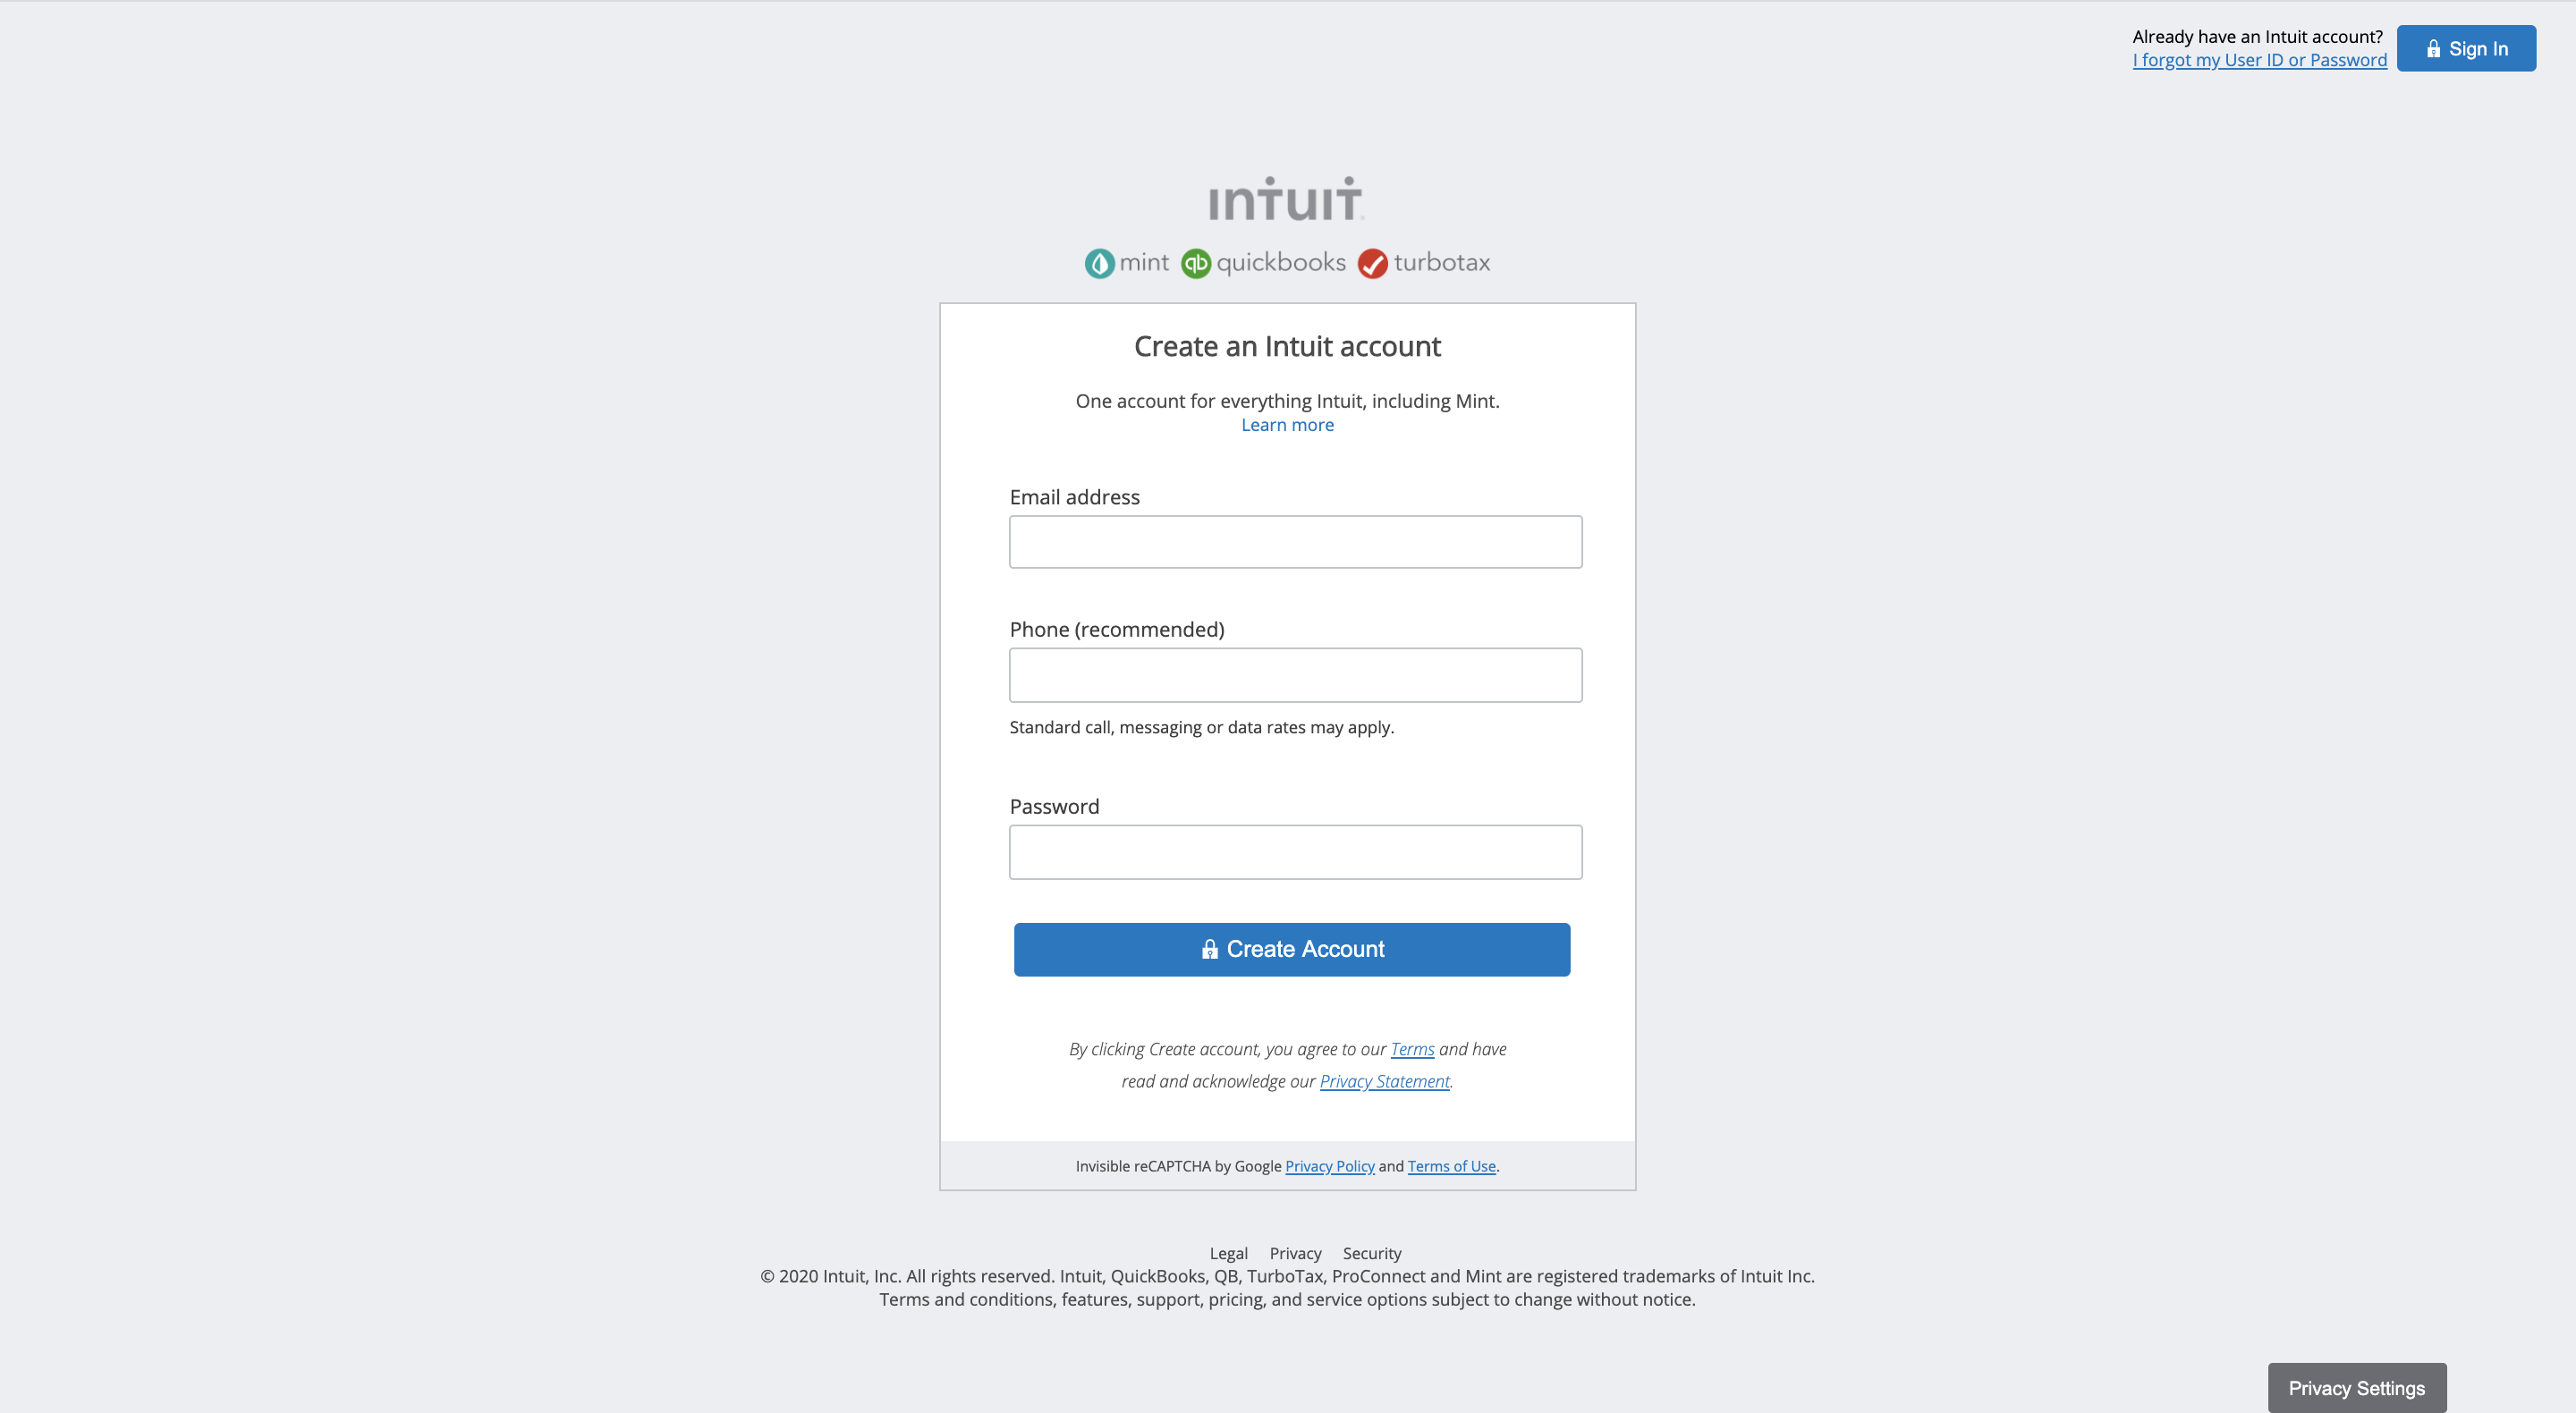 Already have an Intuit account?
I forgot my User ID or Password
Sign In
intuit
mint qb quickbooks turbotax
Create an Intuit account
One account for everything Intuit, including Mint.
Learn more
Email address
Phone (recommended)
Standard call, messaging or data rates may apply.
Password
Create Account
By clicking Create account, you agree to our Terms and have
read and acknowledge our Privacy Statement.
Invisible reCAPTCHA by Google Privacy Policy and Terms of Use.
Legal Privacy Security
© 2020 Intuit, Inc. All rights reserved. Intuit, QuickBooks, QB, TurboTax, ProConnect and Mint are registered trademarks of Intuit Inc.
Terms and conditions, features, support, pricing, and service options subject to change without notice.
Privacy Settings